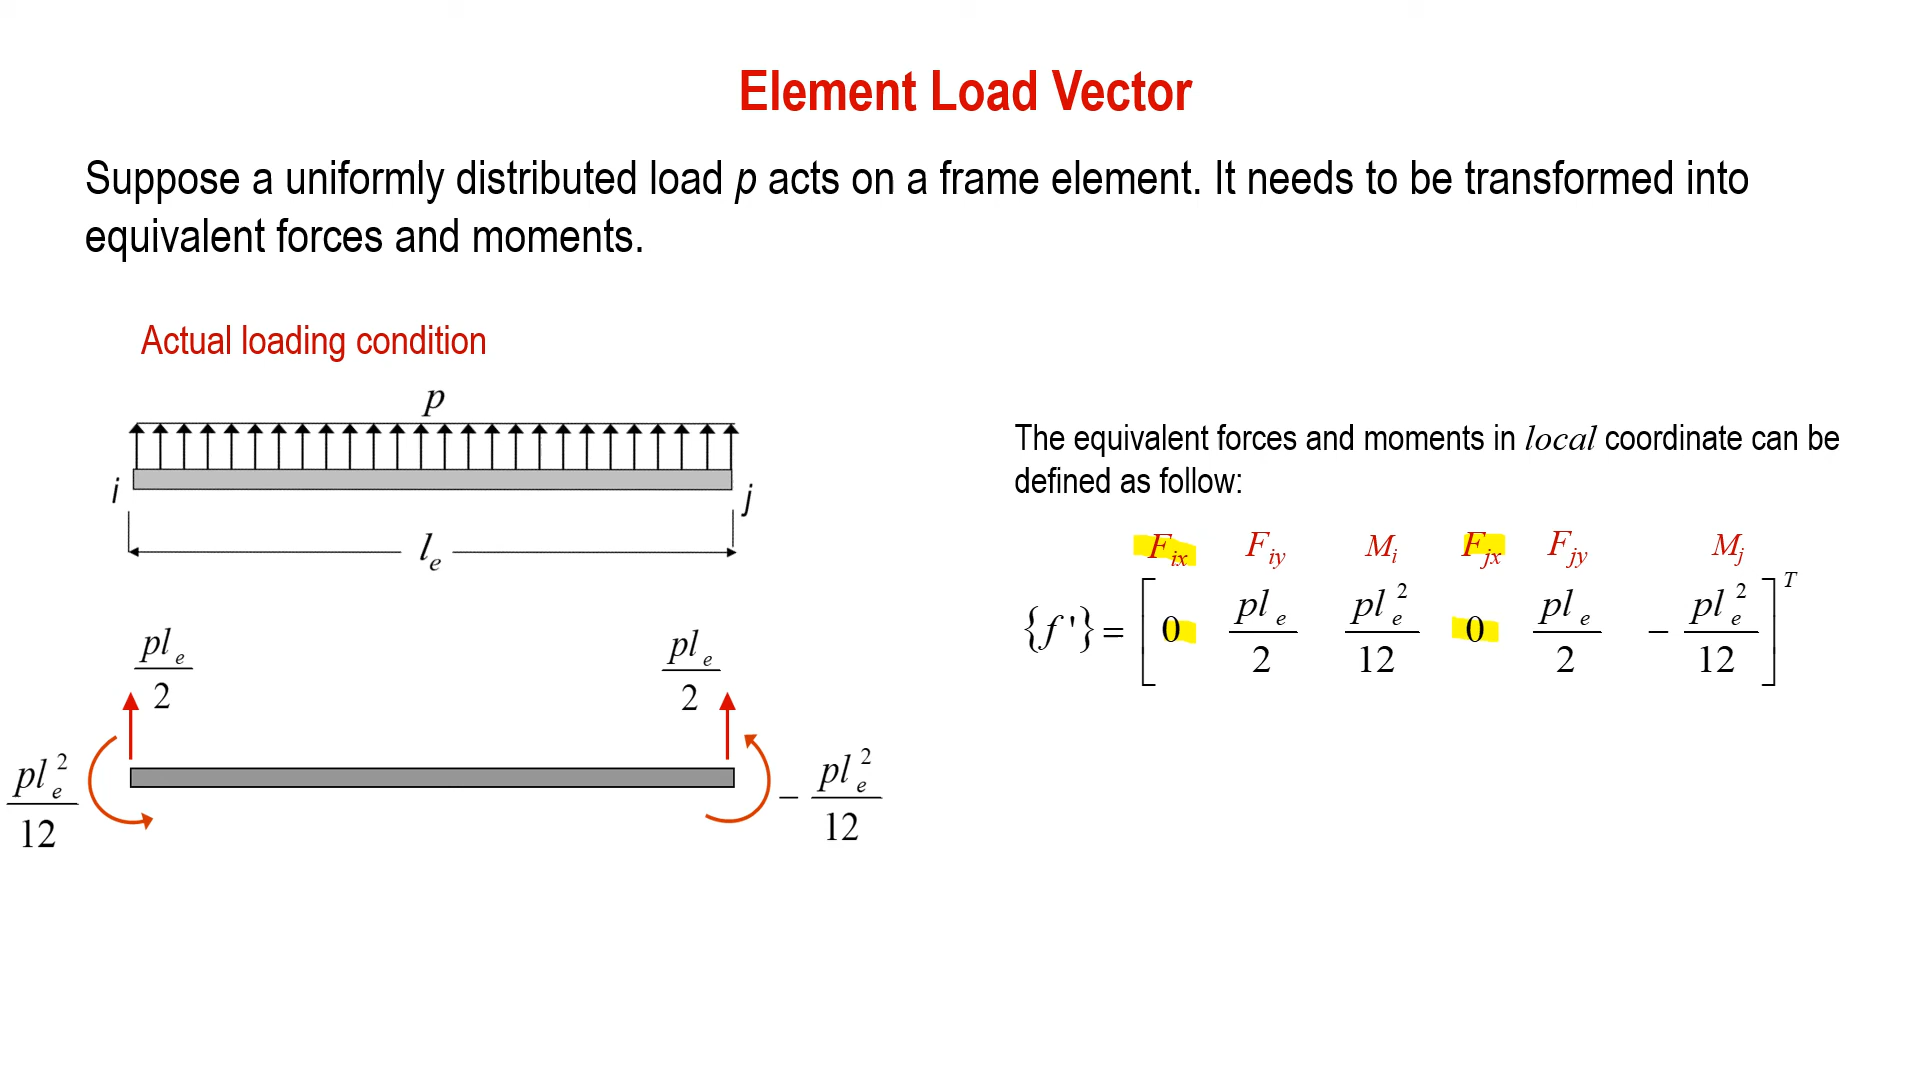 Element Load Vector
Suppose a uniformly distributed load p acts on a frame element. It needs to be transformed into
equivalent forces and moments.
Actual loading condition
p
i
j
l_e
The equivalent forces and moments in local coordinate can be
defined as follow:
F_ix F_iy M_i F_jx F_jy M_j
{f '} = [0 pl_e/2 pl_e^2/12 0 pl_e/2 - pl_e^2/12]^T
pl_e/2
pl_e/2
pl_e^2/12
- pl_e^2/12